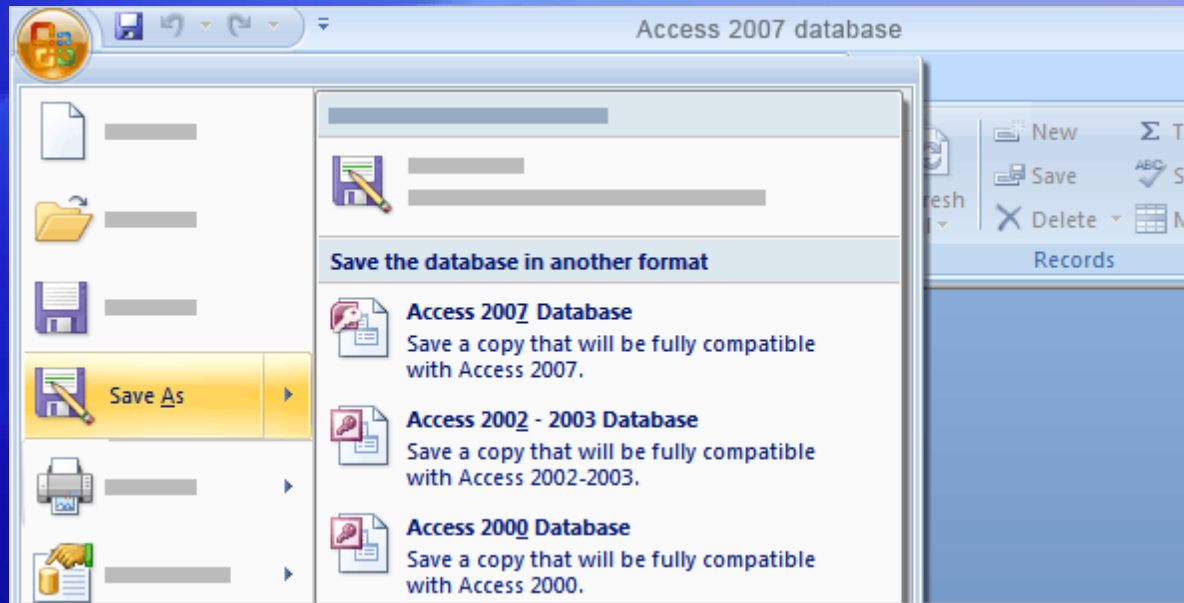 Access 2007 database
New
Save
ABC
resh
Delete
Records
Save the database in another format
Access 2007 Database
Save a copy that will be fully compatible
with Access 2007.
Save As
Access 2002 - 2003 Database
Save a copy that will be fully compatible
with Access 2002-2003.
Access 2000 Database
Save a copy that will be fully compatible
with Access 2000.